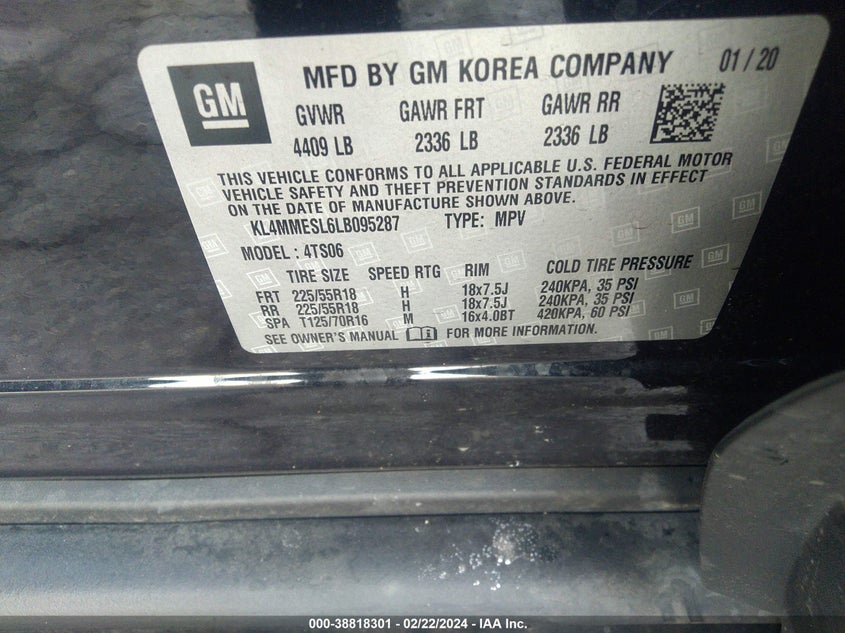 GM
MFD BY GM KOREA COMPANY 01/20
GVWR GAWR FRT GAWR RR
4409 LB 2336 LB 2336 LB
THIS VEHICLE CONFORMS TO ALL APPLICABLE U.S. FEDERAL MOTOR
VEHICLE SAFETY AND THEFT PREVENTION STANDARDS IN EFFECT
ON THE DATE OF MANUFACTURE SHOWN ABOVE.
KL4MMESL6LB095287 TYPE: MPV
MODEL: 4TS06
TIRE SIZE SPEED RTG RIM COLD TIRE PRESSURE
FRT 225/55R18 H 18x7.5J 240KPA, 35 PSI
RR 225/55R18 H 18x7.5J 240KPA, 35 PSI
SPA T125/70R16 M 16x4.0BT 420KPA, 60 PSI
SEE OWNER'S MANUAL FOR MORE INFORMATION.
000-38818301 - 02/22/2024 - IAA Inc.